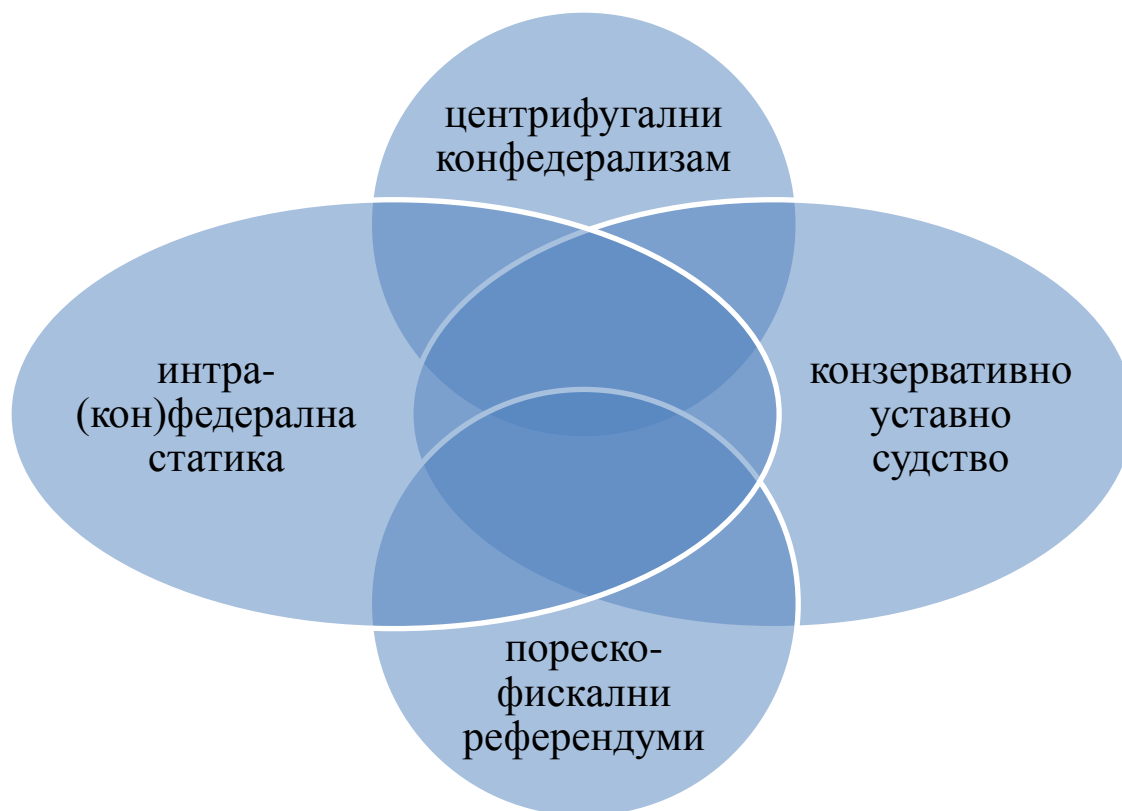 центрифугални
конфедерализам
интра-
(кон)федерална
статика
конзервативно
уставно
судство
пореско-
фискални
референдуми